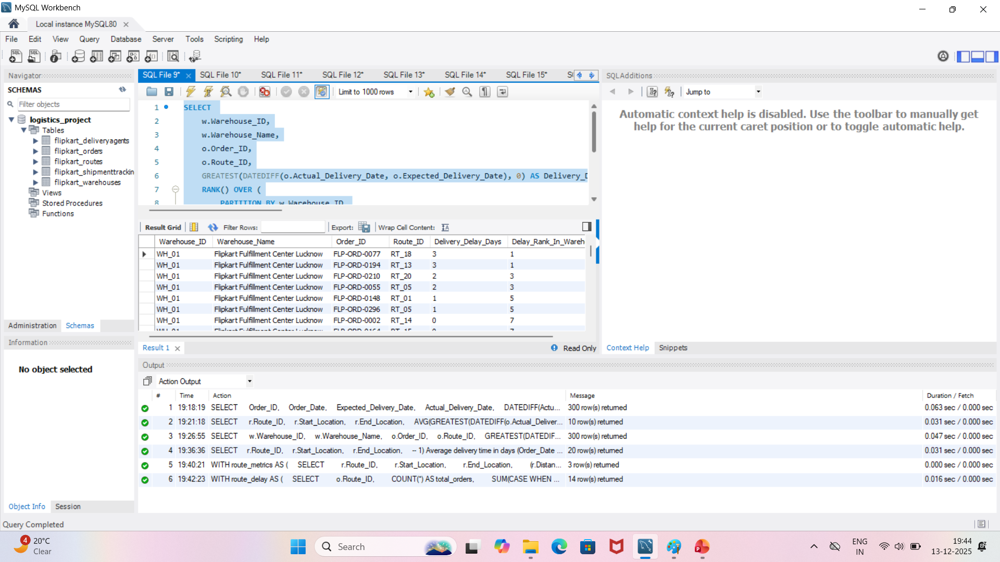 MySQL Workbench
Local instance MySQL80
File Edit View Query Database Server Tools Scripting Help
Navigator
SCHEMAS
Filter objects
logistics_project
Tables
flipkart_deliveryagents
flipkart_orders
flipkart_routes
flipkart_shipmenttrackin
flipkart_warehouses
Views
Stored Procedures
Functions
Administration Schemas
Information
No object selected
Object Info Session
SQL File 9* SQL File 10* SQL File 11* SQL File 12* SQL File 13* SQL File 14* SQL File 15*
Limit to 1000 rows
1 SELECT
2 w.Warehouse_ID,
3 w.Warehouse_Name,
4 o.Order_ID,
5 o.Route_ID,
6 GREATEST(DATEDIFF(o.Actual_Delivery_Date, o.Expected_Delivery_Date), 0) AS Delivery_D
7 RANK() OVER (
8 PARTITION BY w.Warehouse_ID
Result Grid Filter Rows: Export: Wrap Cell Content:
Warehouse_ID Warehouse_Name Order_ID Route_ID Delivery_Delay_Days Delay_Rank_In_Wareh
WH_01 Flipkart Fulfillment Center Lucknow FLP-ORD-0077 RT_18 3 1
WH_01 Flipkart Fulfillment Center Lucknow FLP-ORD-0194 RT_13 3 1
WH_01 Flipkart Fulfillment Center Lucknow FLP-ORD-0210 RT_20 2 3
WH_01 Flipkart Fulfillment Center Lucknow FLP-ORD-0055 RT_05 2 3
WH_01 Flipkart Fulfillment Center Lucknow FLP-ORD-0148 RT_01 1 5
WH_01 Flipkart Fulfillment Center Lucknow FLP-ORD-0296 RT_05 1 5
WH_01 Flipkart Fulfillment Center Lucknow FLP-ORD-0002 RT_14 0 7
WH_01 Flipkart Fulfillment Center Lucknow FLP-ORD-0164 RT_15 0 7
Result 1 Read Only
SQLAdditions
Jump to
Automatic context help is disabled. Use the toolbar to manually get
help for the current caret position or to toggle automatic help.
Context Help Snippets
Output
Action Output
# Time Action Message Duration / Fetch
1 19:18:19 SELECT Order_ID, Order_Date, Expected_Delivery_Date, Actual_Delivery_Date, DATEDIFF(Actu... 300 row(s) returned 0.063 sec / 0.000 sec
2 19:21:18 SELECT r.Route_ID, r.Start_Location, r.End_Location, AVG(GREATEST(DATEDIFF(o.Actual_Deliver... 10 row(s) returned 0.031 sec / 0.000 sec
3 19:26:55 SELECT w.Warehouse_ID, w.Warehouse_Name, o.Order_ID, o.Route_ID, GREATEST(DATEDIF... 300 row(s) returned 0.047 sec / 0.000 sec
4 19:36:36 SELECT r.Route_ID, r.Start_Location, r.End_Location, -- 1) Average delivery time in days (Order_Date ... 20 row(s) returned 0.031 sec / 0.000 sec
5 19:40:21 WITH route_metrics AS ( SELECT r.Route_ID, r.Start_Location, r.End_Location, (r.Distan... 3 row(s) returned 0.000 sec / 0.000 sec
6 19:42:23 WITH route_delay AS ( SELECT o.Route_ID, COUNT(*) AS total_orders, SUM(CASE WHEN ... 14 row(s) returned 0.016 sec / 0.000 sec
Query Completed
4 20°C
Clear
Search
ENG
IN
19:44
13-12-2025